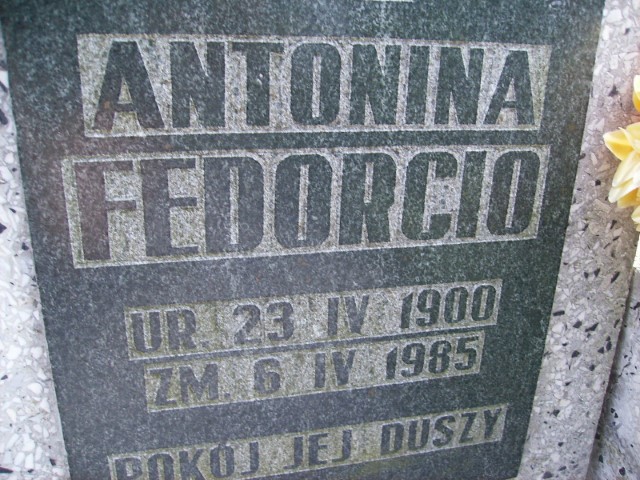 ANTONINA
FEDORCIO
UR. 23 IV 1900
ZM. 6 IV 1985
POKÓJ JEJ DUSZY